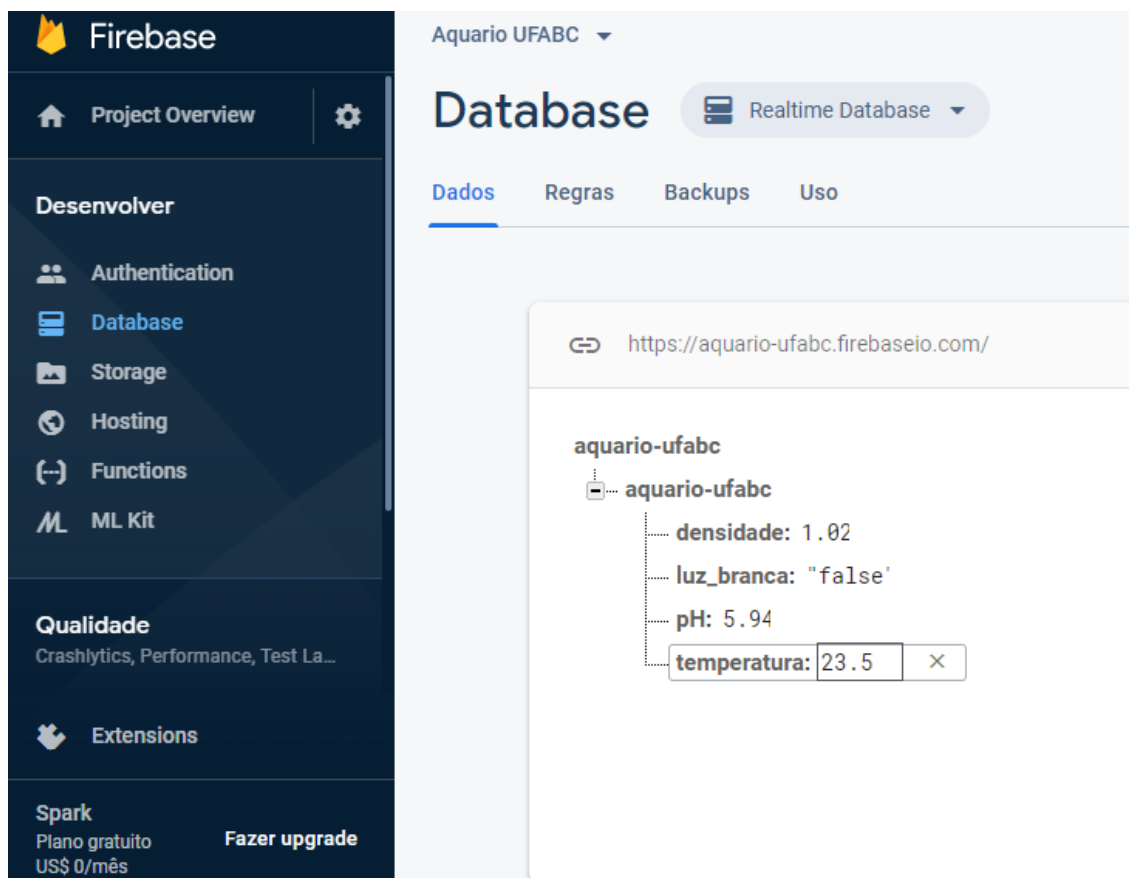 Firebase
Project Overview
Desenvolver
Authentication
Database
Storage
Hosting
Functions
ML Kit
Qualidade
Crashlytics, Performance, Test La...
Extensions
Spark
Plano gratuito
US$ 0/mês
Fazer upgrade
Aquario UFABC
Database
Realtime Database
Dados Regras Backups Uso
https://aquario-ufabc.firebaseio.com/
aquario-ufabc
aquario-ufabc
densidade: 1.02
luz_branca: "false'
pH: 5.94
temperatura: 23.5